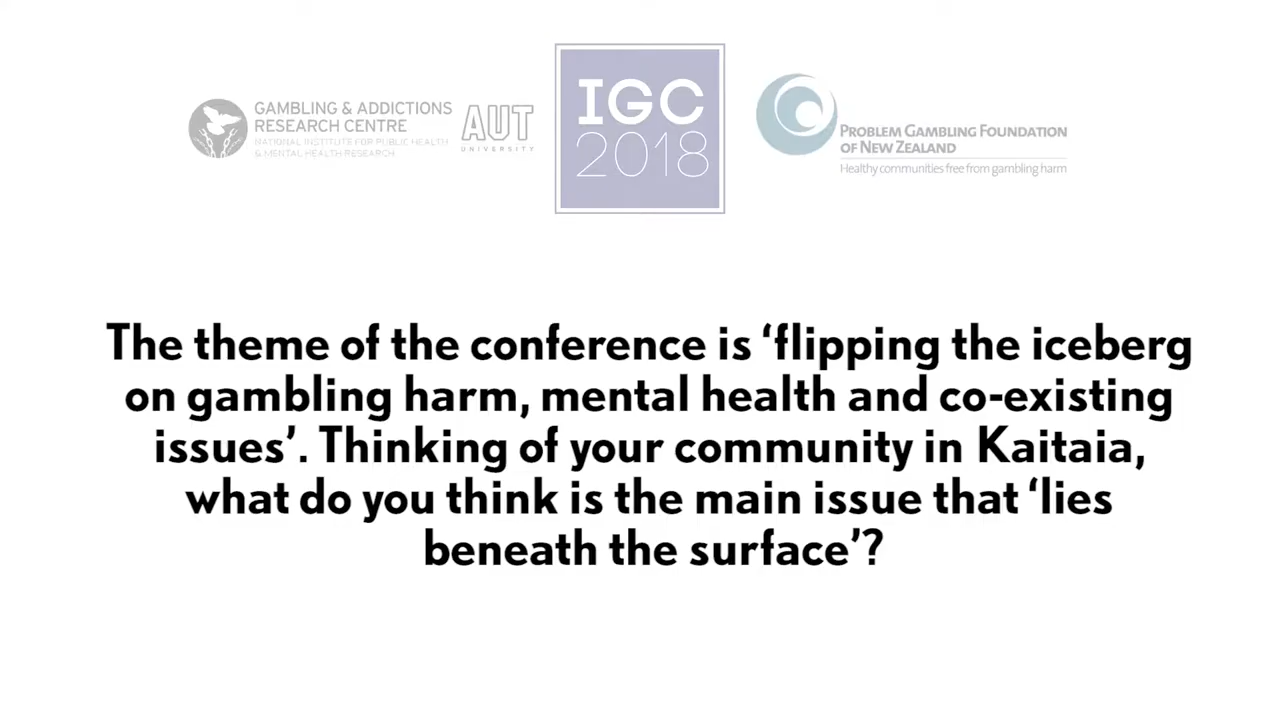 GAMBLING & ADDICTIONS
RESEARCH CENTRE
NATIONAL INSTITUTE FOR PUBLIC HEALTH
& MENTAL HEALTH RESEARCH
AUT
UNIVERSITY
IGC
2018
PROBLEM GAMBLING FOUNDATION
OF NEW ZEALAND
Healthy communities free from gambling harm
The theme of the conference is ‘flipping the iceberg
on gambling harm, mental health and co-existing
issues’. Thinking of your community in Kaitaia,
what do you think is the main issue that ‘lies
beneath the surface’?